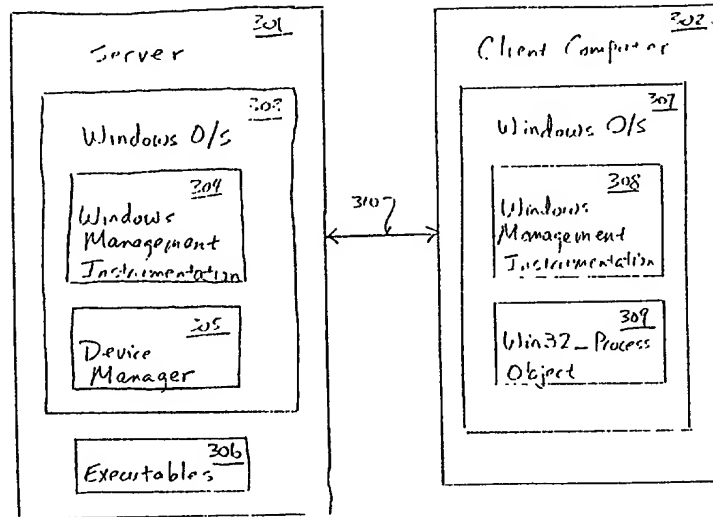 301
Server
303
Windows O/S
304
Windows
Management
Instrumentation
305
Device
Manager
306
Executables
310
302
Client Computer
307
Windows O/S
308
Windows
Management
Instrumentation
309
Win32_Process
Object